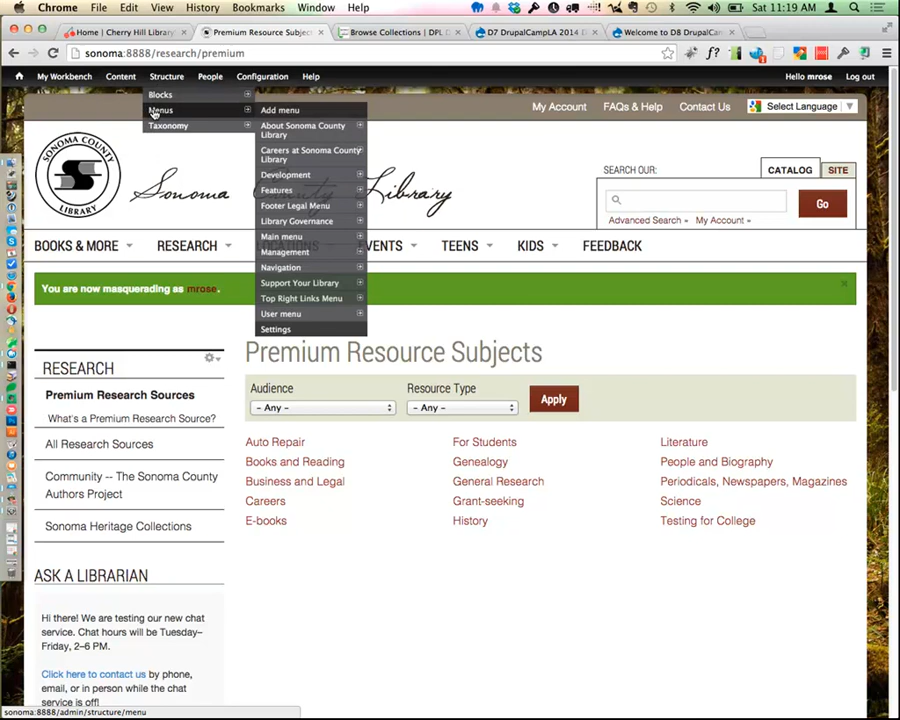 Chrome File Edit View History Bookmarks Window Help Sat 11:19 AM
Home | Cherry Hill Library
Premium Resource Subjec
Browse Collections | DPL D
D7 DrupalCampLA 2014 D
Welcome to D8 DrupalCam
sonoma:8888/research/premium
My Workbench Content Structure People Configuration Help Hello mrose Log out
Blocks
Menus
Taxonomy
Add menu
About Sonoma County
Library
Careers at Sonoma County
Library
Development
Features
Footer Legal Menu
Library Governance
Main menu
Management
Navigation
Support Your Library
Top Right Links Menu
User menu
Settings
My Account FAQs & Help Contact Us Select Language
SONOMA COUNTY
LIBRARY
Sonoma County Library
SEARCH OUR: CATALOG SITE
Go
Advanced Search » My Account »
BOOKS & MORE RESEARCH LOCATIONS EVENTS TEENS KIDS FEEDBACK
You are now masquerading as mrose.
RESEARCH
Premium Research Sources
What's a Premium Research Source?
All Research Sources
Community -- The Sonoma County
Authors Project
Sonoma Heritage Collections
ASK A LIBRARIAN
Hi there! We are testing our new chat
service. Chat hours will be Tuesday–
Friday, 2–6 PM.
Click here to contact us by phone,
email, or in person while the chat
service is off!
Premium Resource Subjects
Audience Resource Type
- Any - - Any - Apply
Auto Repair For Students Literature
Books and Reading Genealogy People and Biography
Business and Legal General Research Periodicals, Newspapers, Magazines
Careers Grant-seeking Science
E-books History Testing for College
sonoma:8888/admin/structure/menu